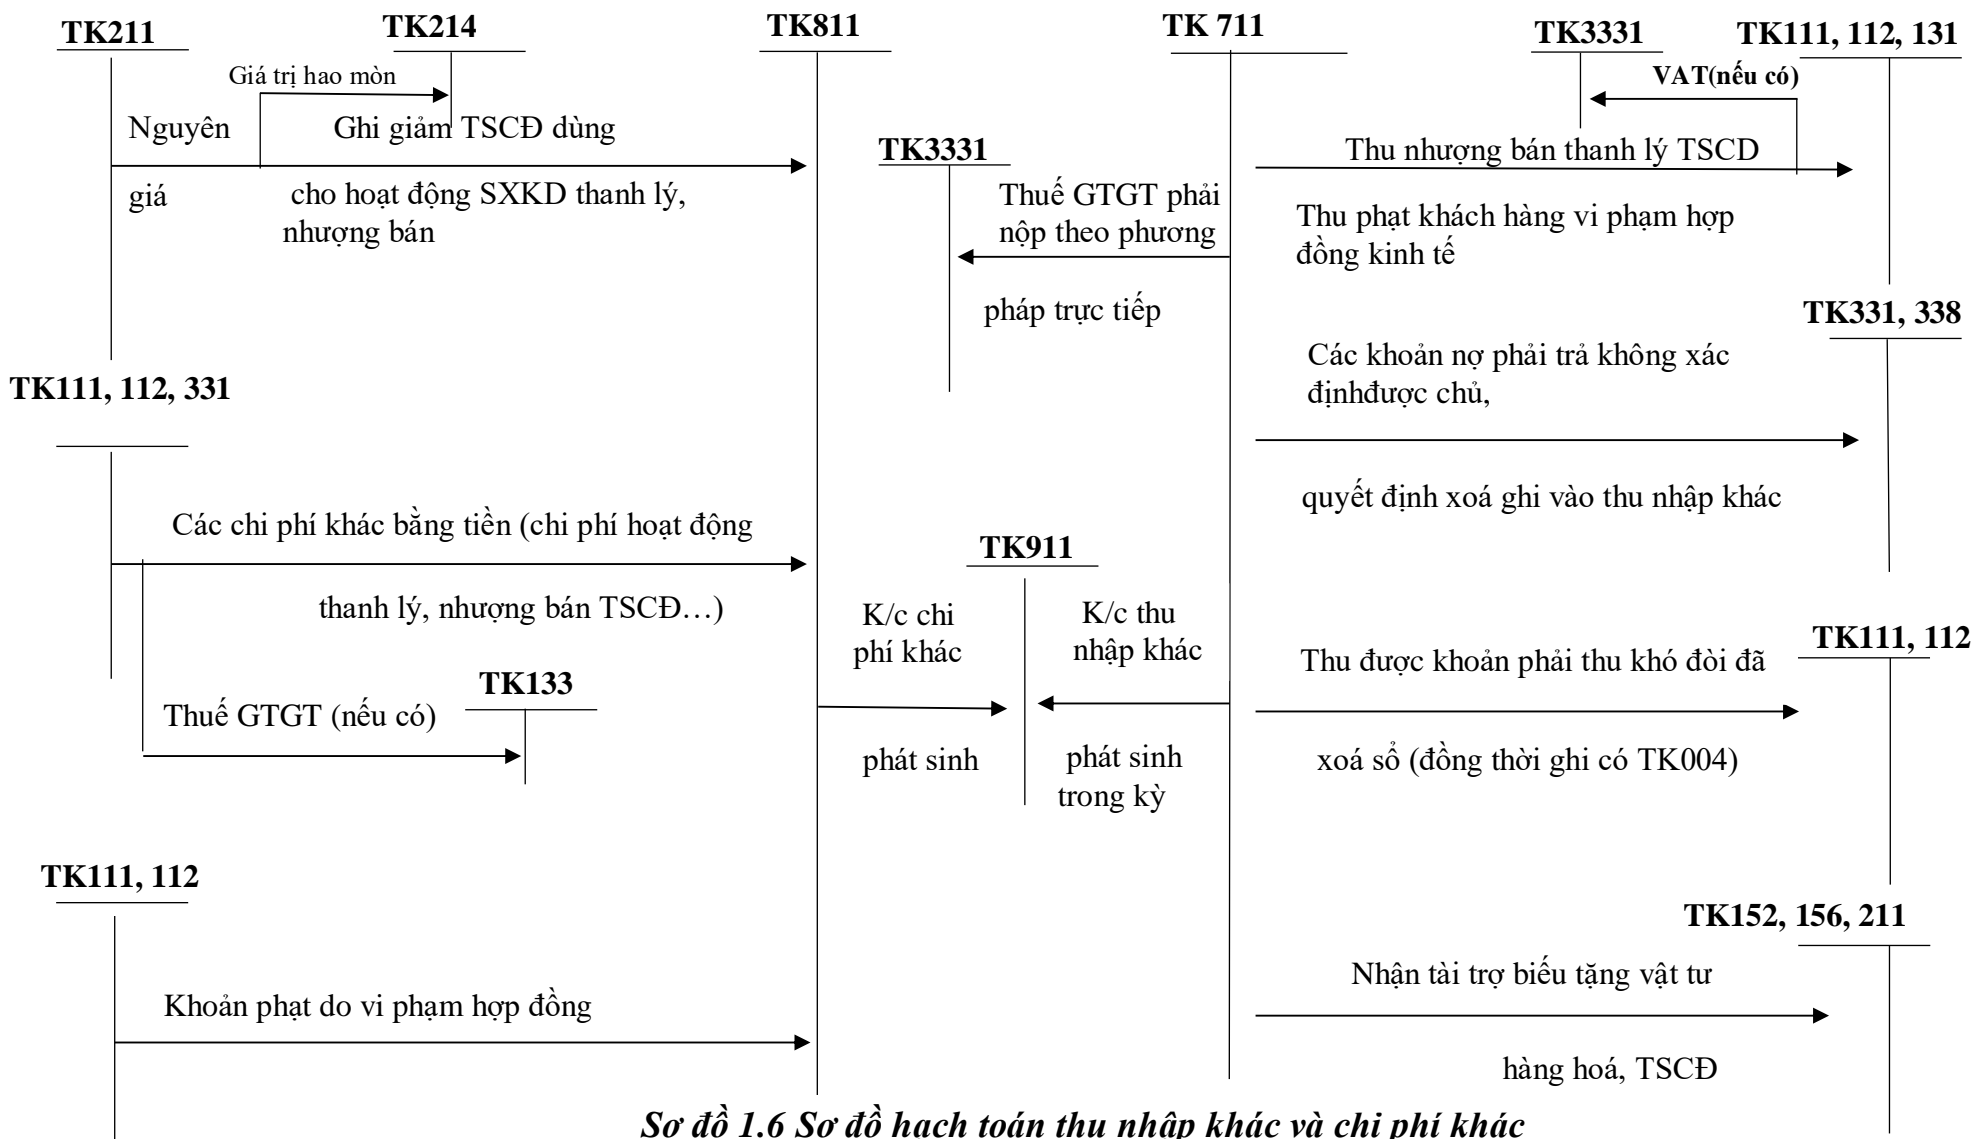 TK211
TK214
TK811
TK 711
TK3331
TK111, 112, 131
Giá trị hao mòn
VAT(nếu có)
Nguyên
Ghi giảm TSCĐ dùng
TK3331
Thu nhượng bán thanh lý TSCD
giá
cho hoạt động SXKD thanh lý,
nhượng bán
Thuế GTGT phải
nộp theo phương
Thu phạt khách hàng vi phạm hợp
đồng kinh tế
pháp trực tiếp
TK331, 338
Các khoản nợ phải trả không xác
địnhđược chủ,
TK111, 112, 331
quyết định xoá ghi vào thu nhập khác
Các chi phí khác bằng tiền (chi phí hoạt động
TK911
thanh lý, nhượng bán TSCĐ…)
K/c chi
phí khác
K/c thu
nhập khác
TK111, 112
Thu được khoản phải thu khó đòi đã
TK133
Thuế GTGT (nếu có)
phát sinh
phát sinh
trong kỳ
xoá sổ (đồng thời ghi có TK004)
TK111, 112
TK152, 156, 211
Nhận tài trợ biếu tặng vật tư
Khoản phạt do vi phạm hợp đồng
hàng hoá, TSCĐ
Sơ đồ 1.6 Sơ đồ hạch toán thu nhập khác và chi phí khác